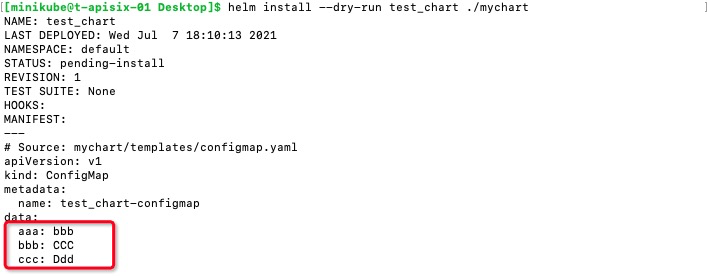 [[minikube@t-apisix-01 Desktop]$ helm install --dry-run test_chart ./mychart ]
NAME: test_chart
LAST DEPLOYED: Wed Jul  7 18:10:13 2021
NAMESPACE: default
STATUS: pending-install
REVISION: 1
TEST SUITE: None
HOOKS:
MANIFEST:
---
# Source: mychart/templates/configmap.yaml
apiVersion: v1
kind: ConfigMap
metadata:
  name: test_chart-configmap
data:
  aaa: bbb
  bbb: CCC
  ccc: Ddd